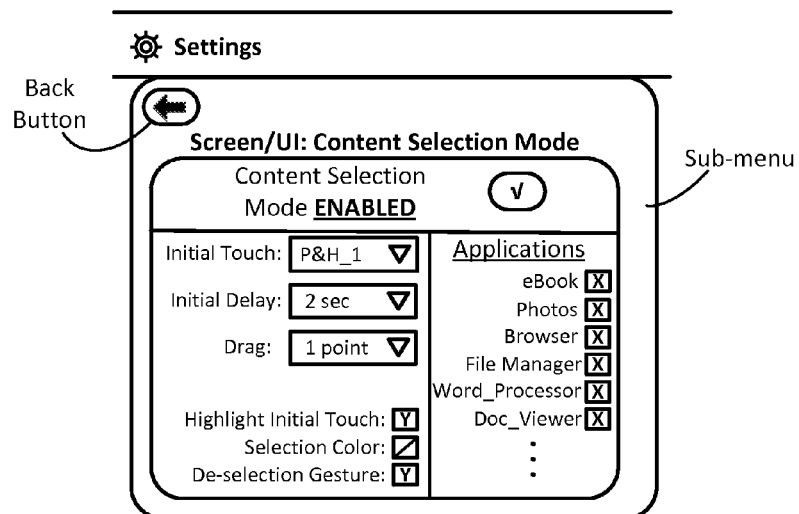 Settings
Back
Button
Screen/UI: Content Selection Mode
Sub-menu
Content Selection
Mode ENABLED
√
Initial Touch: P&H_1
Initial Delay: 2 sec
Drag: 1 point
Highlight Initial Touch: Y
Selection Color:
De-selection Gesture: Y
Applications
eBook X
Photos X
Browser X
File Manager X
Word_Processor X
Doc_Viewer X